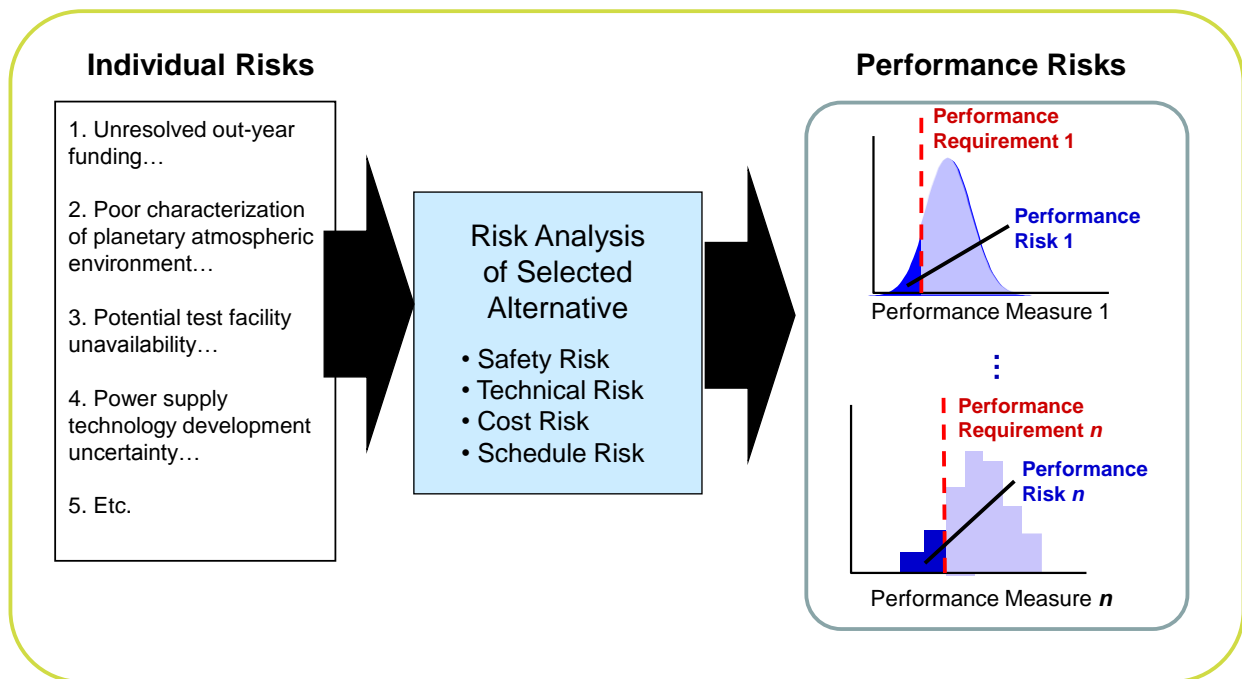 Individual Risks
1. Unresolved out-year
funding…
2. Poor characterization
of planetary atmospheric
environment…
3. Potential test facility
unavailability…
4. Power supply
technology development
uncertainty…
5. Etc.
Risk Analysis
of Selected
Alternative
• Safety Risk
• Technical Risk
• Cost Risk
• Schedule Risk
Performance Risks
Performance
Requirement 1
Performance
Risk 1
Performance Measure 1
⋮
Performance
Requirement n
Performance
Risk n
Performance Measure n